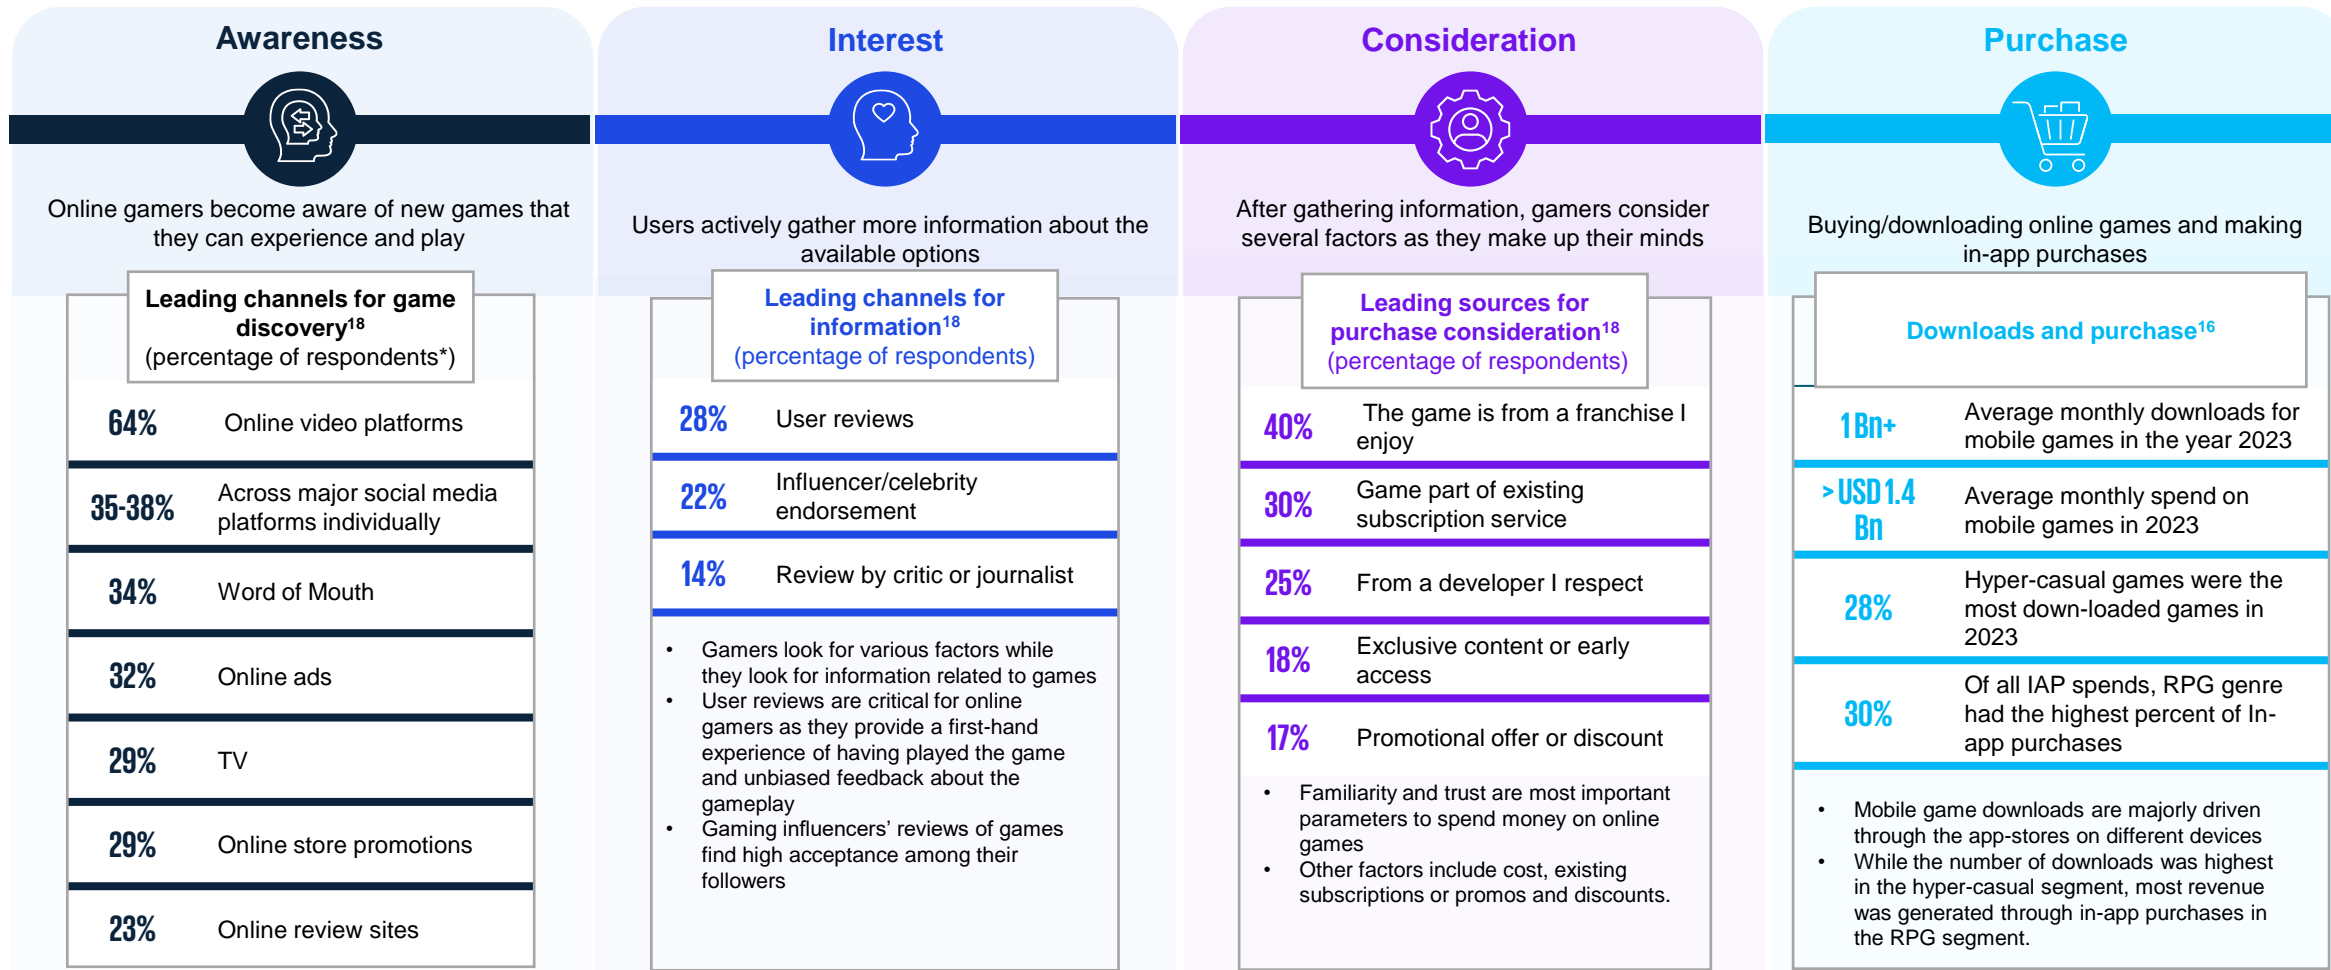 Awareness
Online gamers become aware of new games that
they can experience and play
Leading channels for game
discovery18
(percentage of respondents*)
64% Online video platforms
35-38% Across major social media
platforms individually
34% Word of Mouth
32% Online ads
29% TV
29% Online store promotions
23% Online review sites
Interest
Users actively gather more information about the
available options
Leading channels for
information18
(percentage of respondents)
28% User reviews
22% Influencer/celebrity
endorsement
14% Review by critic or journalist
• Gamers look for various factors while
they look for information related to games
• User reviews are critical for online
gamers as they provide a first-hand
experience of having played the game
and unbiased feedback about the
gameplay
• Gaming influencers’ reviews of games
find high acceptance among their
followers
Consideration
After gathering information, gamers consider
several factors as they make up their minds
Leading sources for
purchase consideration18
(percentage of respondents)
40% The game is from a franchise I
enjoy
30% Game part of existing
subscription service
25% From a developer I respect
18% Exclusive content or early
access
17% Promotional offer or discount
• Familiarity and trust are most important
parameters to spend money on online
games
• Other factors include cost, existing
subscriptions or promos and discounts.
Purchase
Buying/downloading online games and making
in-app purchases
Downloads and purchase16
1 Bn+ Average monthly downloads for
mobile games in the year 2023
> USD 1.4
Bn
Average monthly spend on
mobile games in 2023
28% Hyper-casual games were the
most down-loaded games in
2023
30% Of all IAP spends, RPG genre
had the highest percent of In-
app purchases
• Mobile game downloads are majorly driven
through the app-stores on different devices
• While the number of downloads was highest
in the hyper-casual segment, most revenue
was generated through in-app purchases in
the RPG segment.